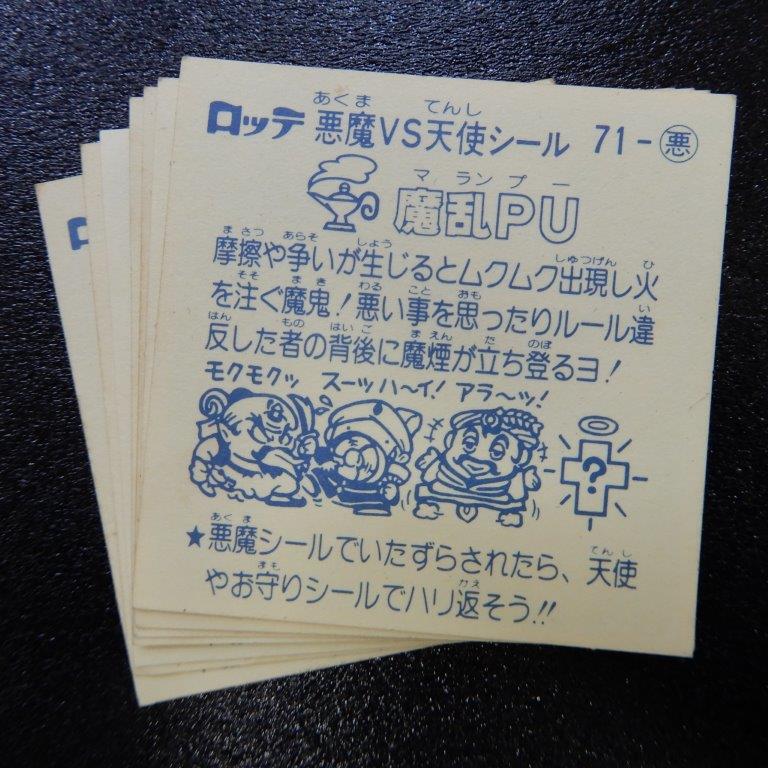 ロッテ 悪魔VS天使シール 71-悪
あくま てんし
マ ランプー
魔乱PU
まさつ あらそ しょう しゅつげん ひ
摩擦や争いが生じるとムクムク出現し火
そそ まき わる こと おも い
を注ぐ魔鬼!悪い事を思ったりルール違
はん もの はいご まえん た のぼ
反した者の背後に魔煙が立ち登るヨ!
モクモクッ スーッハ〜イ! アラ〜ッ!
?
あくま てんし
★悪魔シールでいたずらされたら、天使
まも かえ
やお守りシールでハリ返そう!!
ロ